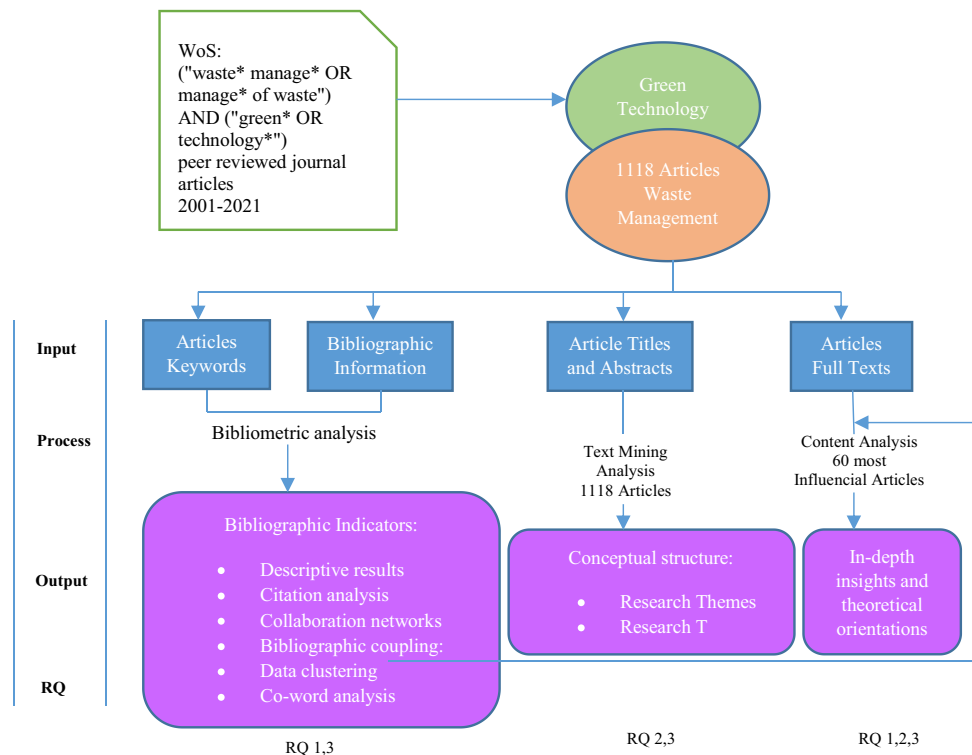 WoS:
("waste* manage* OR
manage* of waste")
AND ("green* OR
technology*")
peer reviewed journal
articles
2001-2021
Green
Technology
1118 Articles
Waste
Management
Input
Articles
Keywords
Bibliographic
Information
Article Titles
and Abstracts
Articles
Full Texts
Process
Bibliometric analysis
Text Mining
Analysis
1118 Articles
Content Analysis
60 most
Influencial Articles
Output
Bibliographic Indicators:
• Descriptive results
• Citation analysis
• Collaboration networks
• Bibliographic coupling:
• Data clustering
• Co-word analysis
Conceptual structure:
• Research Themes
• Research T
In-depth
insights and
theoretical
orientations
RQ
RQ 1,3
RQ 2,3
RQ 1,2,3